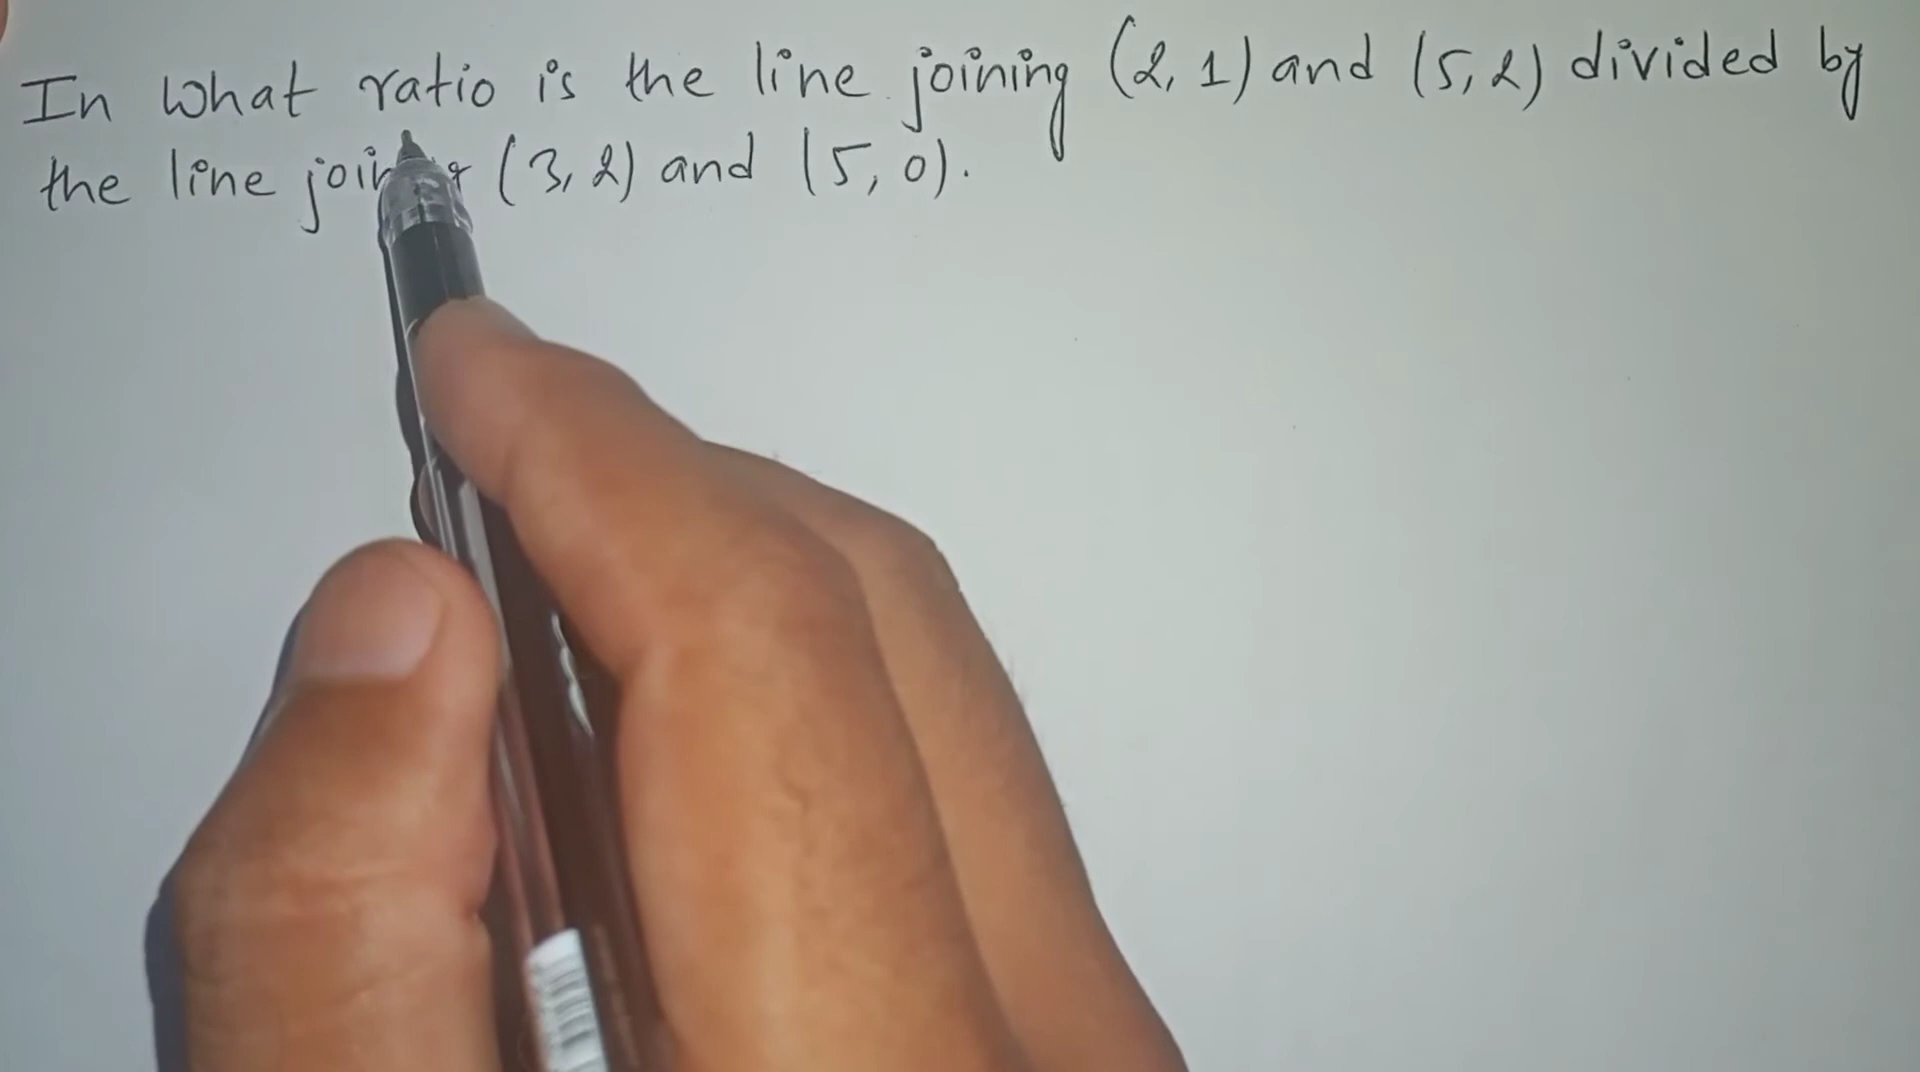 In what ratio is the line joining (2, 1) and (5, 2) divided by
the line (3, 2) and (5, 0).